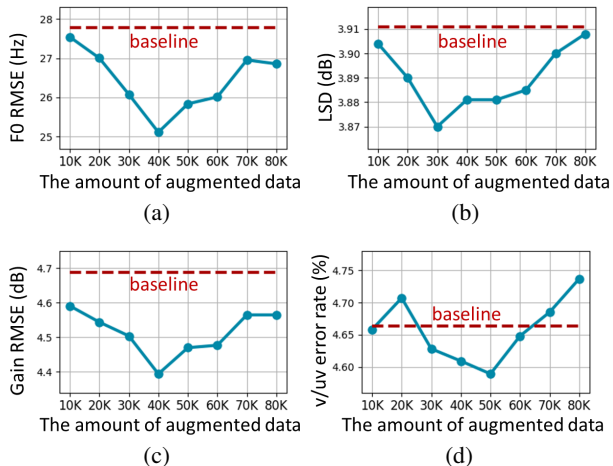 F0 RMSE (Hz)
28
27
26
25
baseline
10K 20K 30K 40K 50K 60K 70K 80K
The amount of augmented data
(a)
LSD (dB)
3.91
3.90
3.89
3.88
3.87
baseline
10K 20K 30K 40K 50K 60K 70K 80K
The amount of augmented data
(b)
Gain RMSE (dB)
4.7
4.6
4.5
4.4
baseline
10K 20K 30K 40K 50K 60K 70K 80K
The amount of augmented data
(c)
v/uv error rate (%)
4.75
4.70
4.65
4.60
baseline
10K 20K 30K 40K 50K 60K 70K 80K
The amount of augmented data
(d)